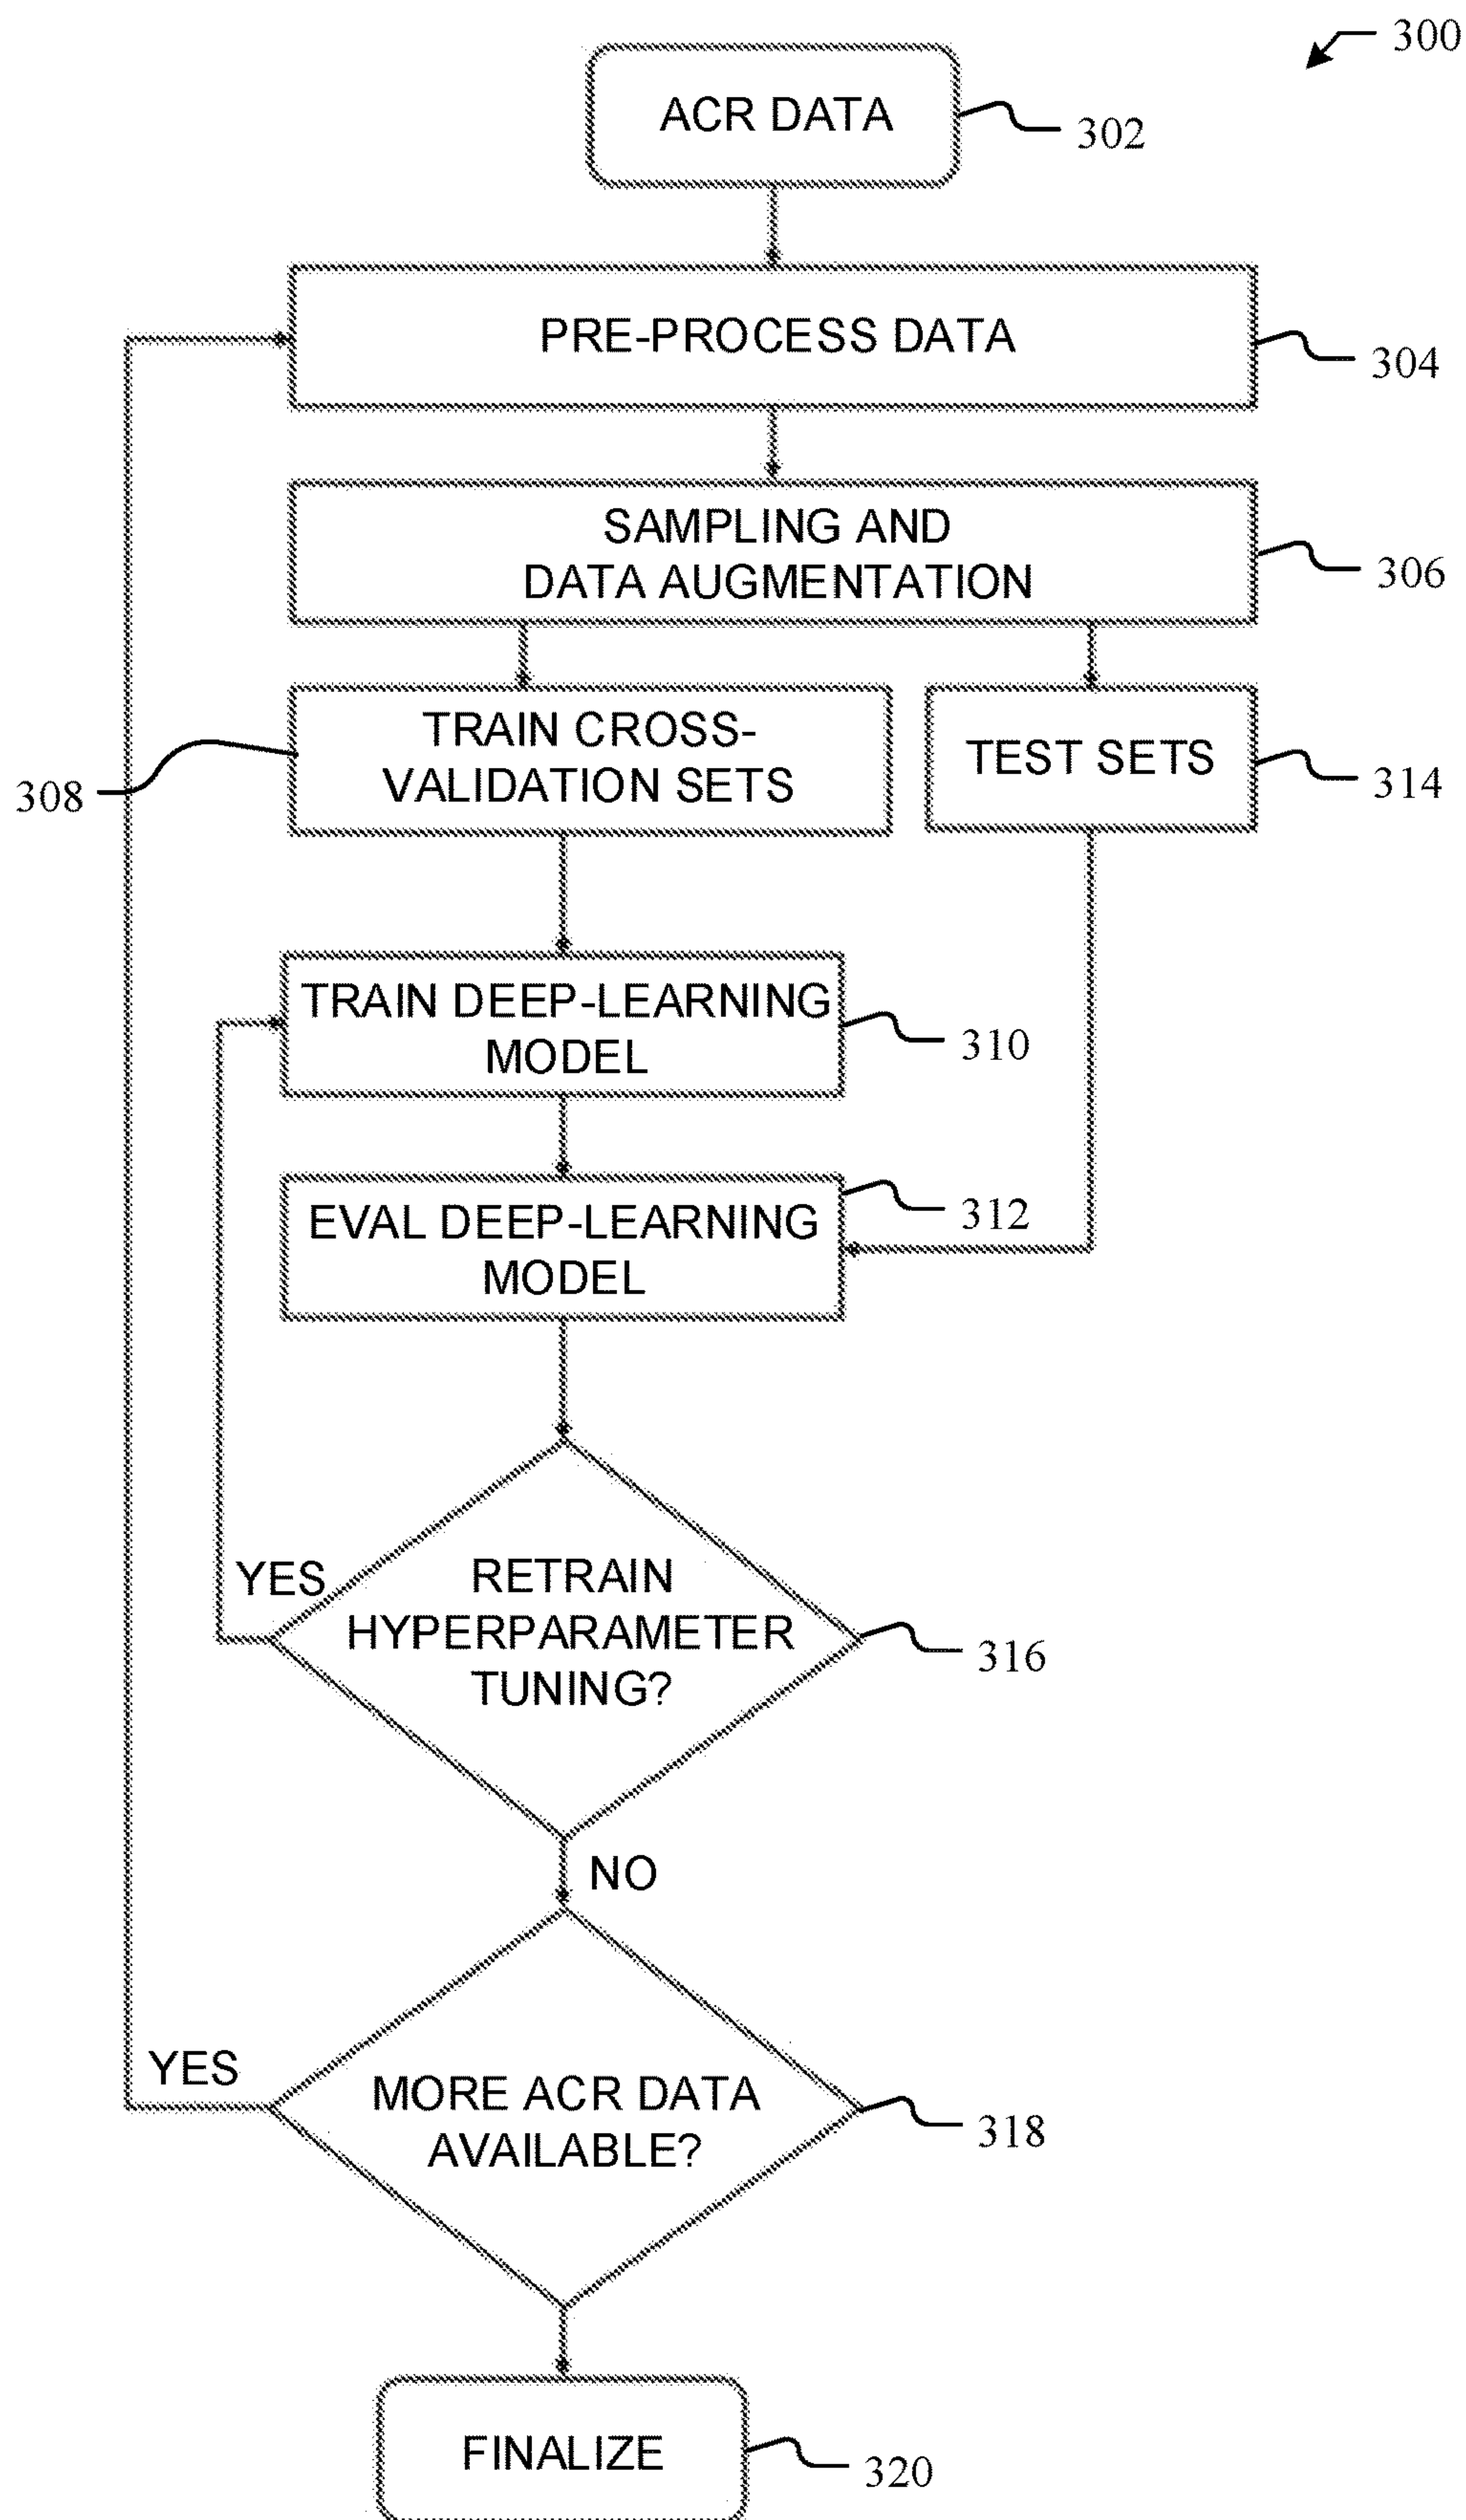 300
ACR DATA
302
PRE-PROCESS DATA
304
SAMPLING AND
DATA AUGMENTATION
306
TRAIN CROSS-
VALIDATION SETS
308
TEST SETS
314
TRAIN DEEP-LEARNING
MODEL
310
EVAL DEEP-LEARNING
MODEL
312
YES
RETRAIN
HYPERPARAMETER
TUNING?
316
NO
YES
MORE ACR DATA
AVAILABLE?
318
FINALIZE
320